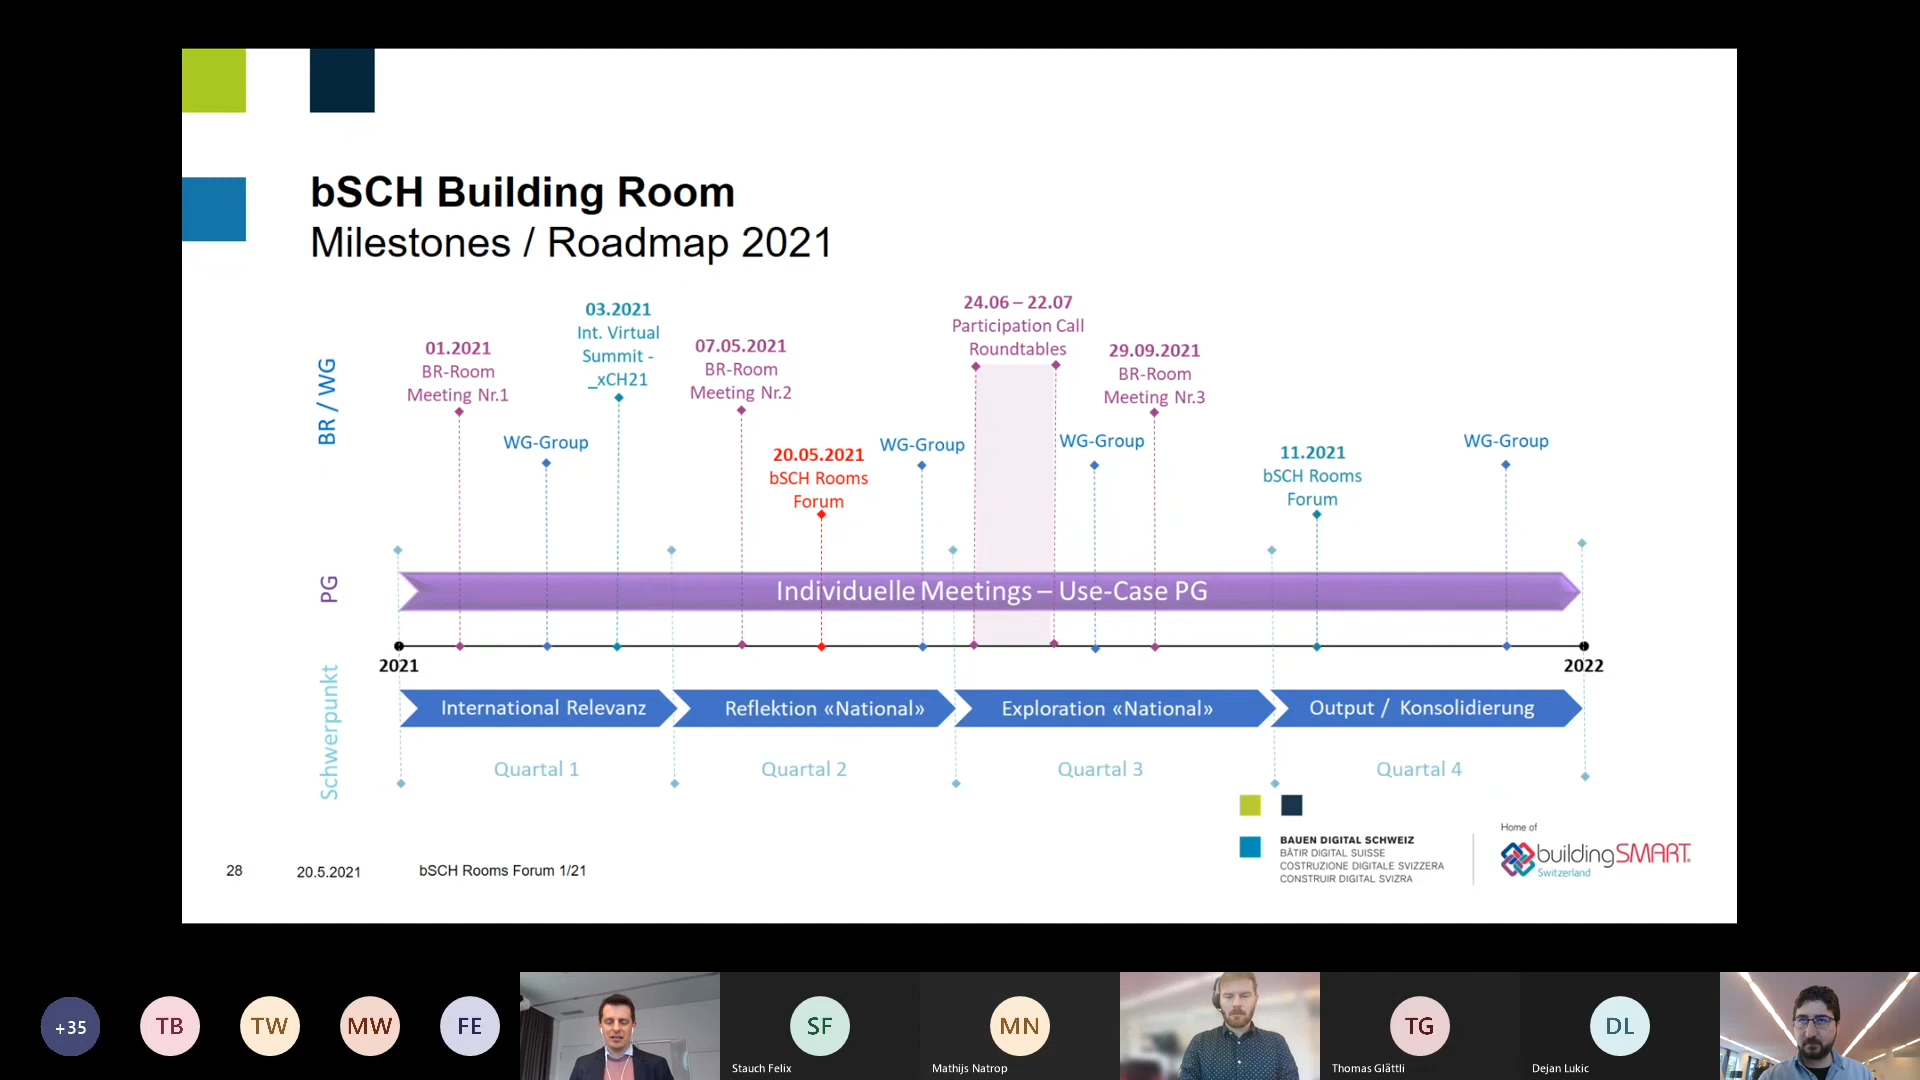 bSCH Building Room
Milestones / Roadmap 2021
BR / WG
01.2021
BR-Room
Meeting Nr.1
WG-Group
03.2021
Int. Virtual
Summit -
_xCH21
07.05.2021
BR-Room
Meeting Nr.2
20.05.2021
bSCH Rooms
Forum
WG-Group
24.06 – 22.07
Participation Call
Roundtables
WG-Group
29.09.2021
BR-Room
Meeting Nr.3
11.2021
bSCH Rooms
Forum
WG-Group
PG
Individuelle Meetings – Use-Case PG
2021
2022
Schwerpunkt
International Relevanz
Reflektion «National»
Exploration «National»
Output / Konsolidierung
Quartal 1
Quartal 2
Quartal 3
Quartal 4
28
20.5.2021
bSCH Rooms Forum 1/21
BAUEN DIGITAL SCHWEIZ
BÂTIR DIGITAL SUISSE
COSTRUZIONE DIGITALE SVIZZERA
CONSTRUIR DIGITAL SVIZRA
Home of
buildingSMART
Switzerland
+35
TB
TW
MW
FE
SF
Stauch Felix
MN
Mathijs Natrop
TG
Thomas Glättli
DL
Dejan Lukic